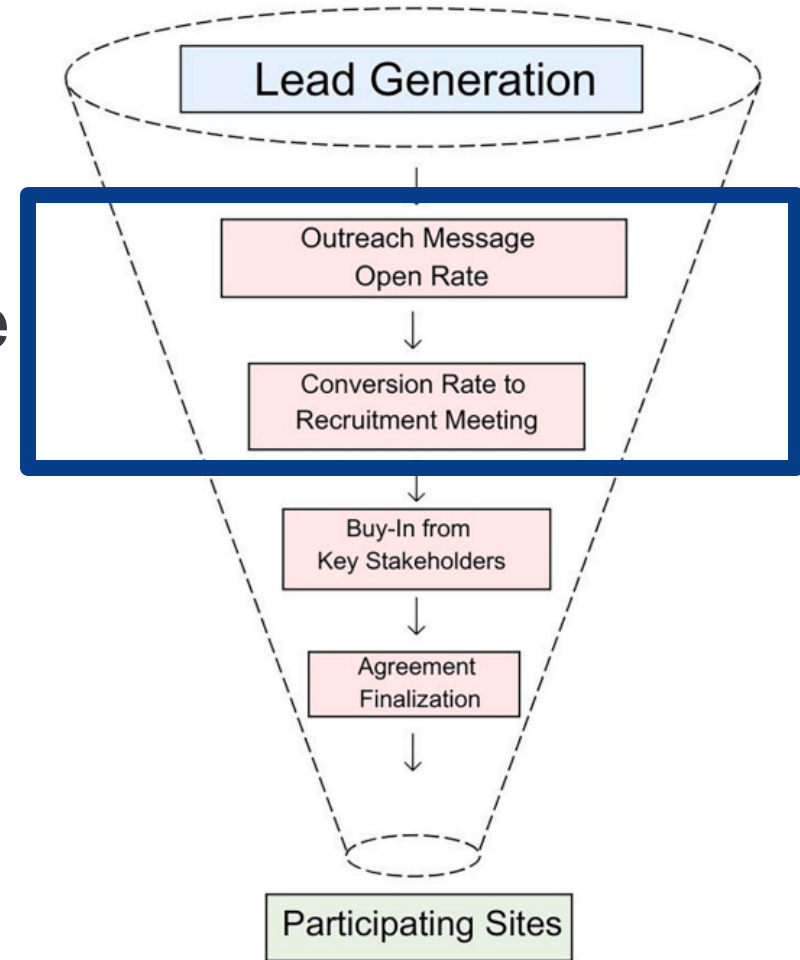 Lead Generation
Outreach Message
Open Rate
Conversion Rate to
Recruitment Meeting
Buy-In from
Key Stakeholders
Agreement
Finalization
Participating Sites